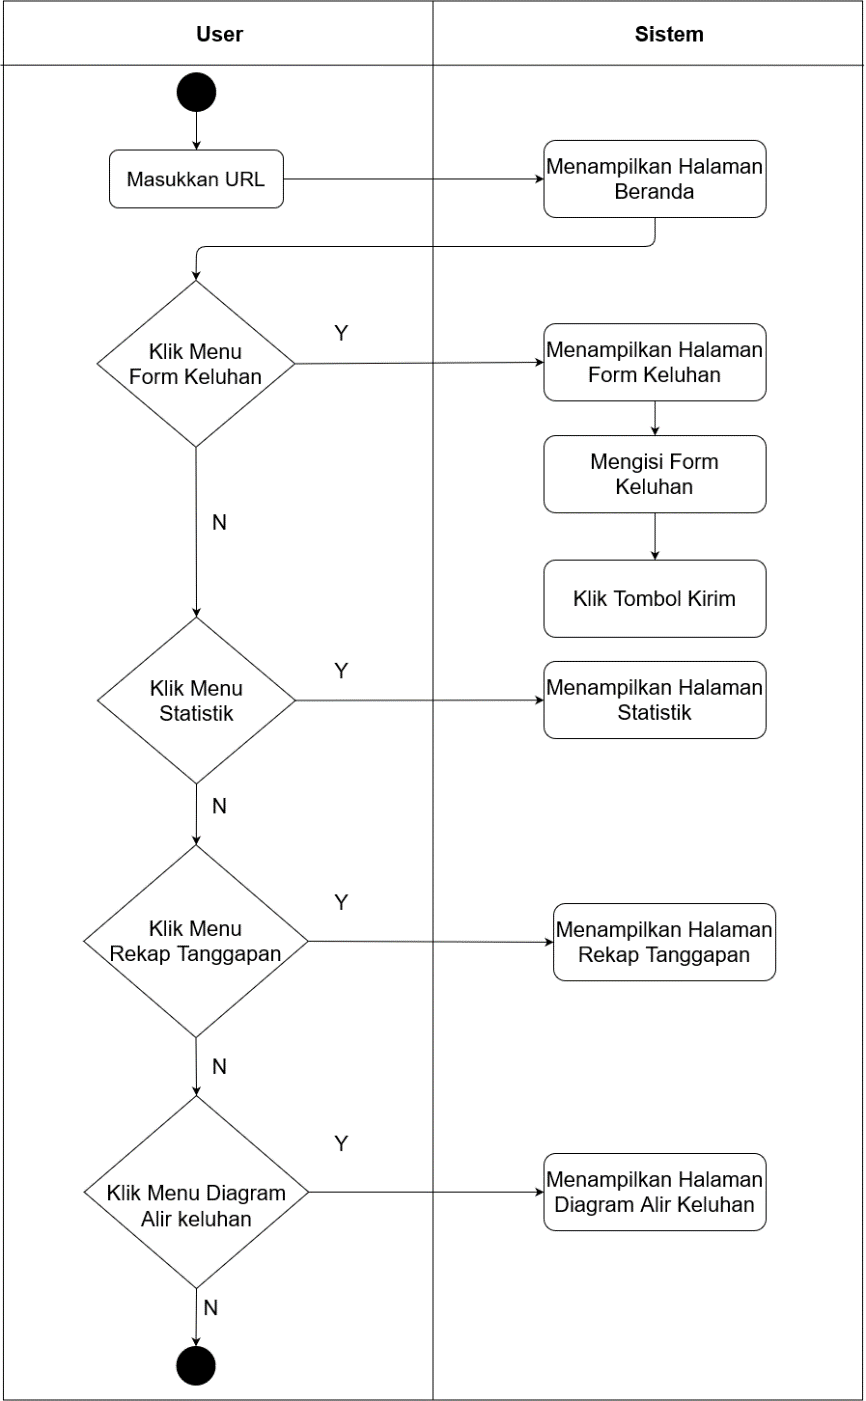 User
Sistem
Masukkan URL
Menampilkan Halaman
Beranda
Klik Menu
Form Keluhan
Y
Menampilkan Halaman
Form Keluhan
Mengisi Form
Keluhan
N
Klik Tombol Kirim
Klik Menu
Statistik
Y
Menampilkan Halaman
Statistik
N
Klik Menu
Rekap Tanggapan
Y
Menampilkan Halaman
Rekap Tanggapan
N
Klik Menu Diagram
Alir keluhan
Y
Menampilkan Halaman
Diagram Alir Keluhan
N